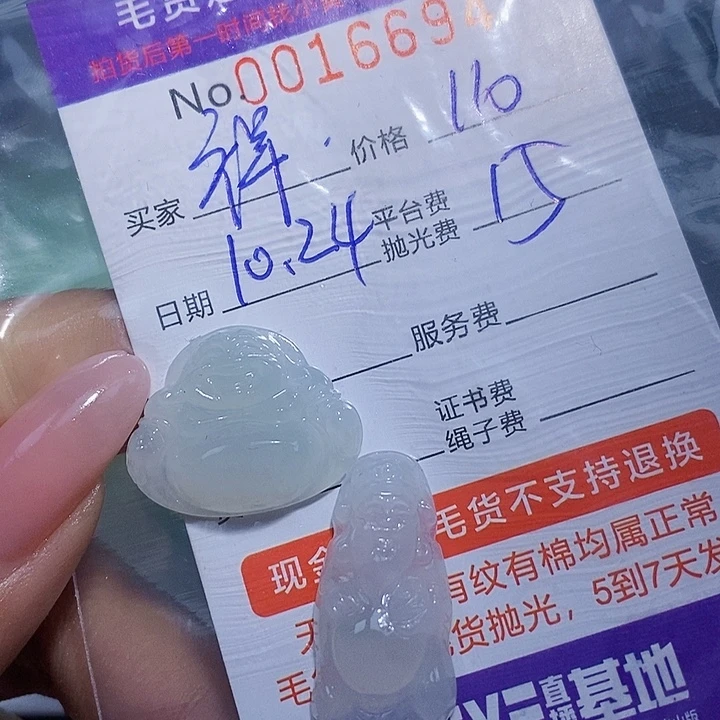 毛货
拍货后第一时间找小
No.0016694
买家 祥 价格 110
日期 10.24 平台费
抛光费 15
服务费
证书费
绳子费
现金 毛货不支持退换
有纹有棉均属正常
货抛光，5到7天发
毛
直播基地